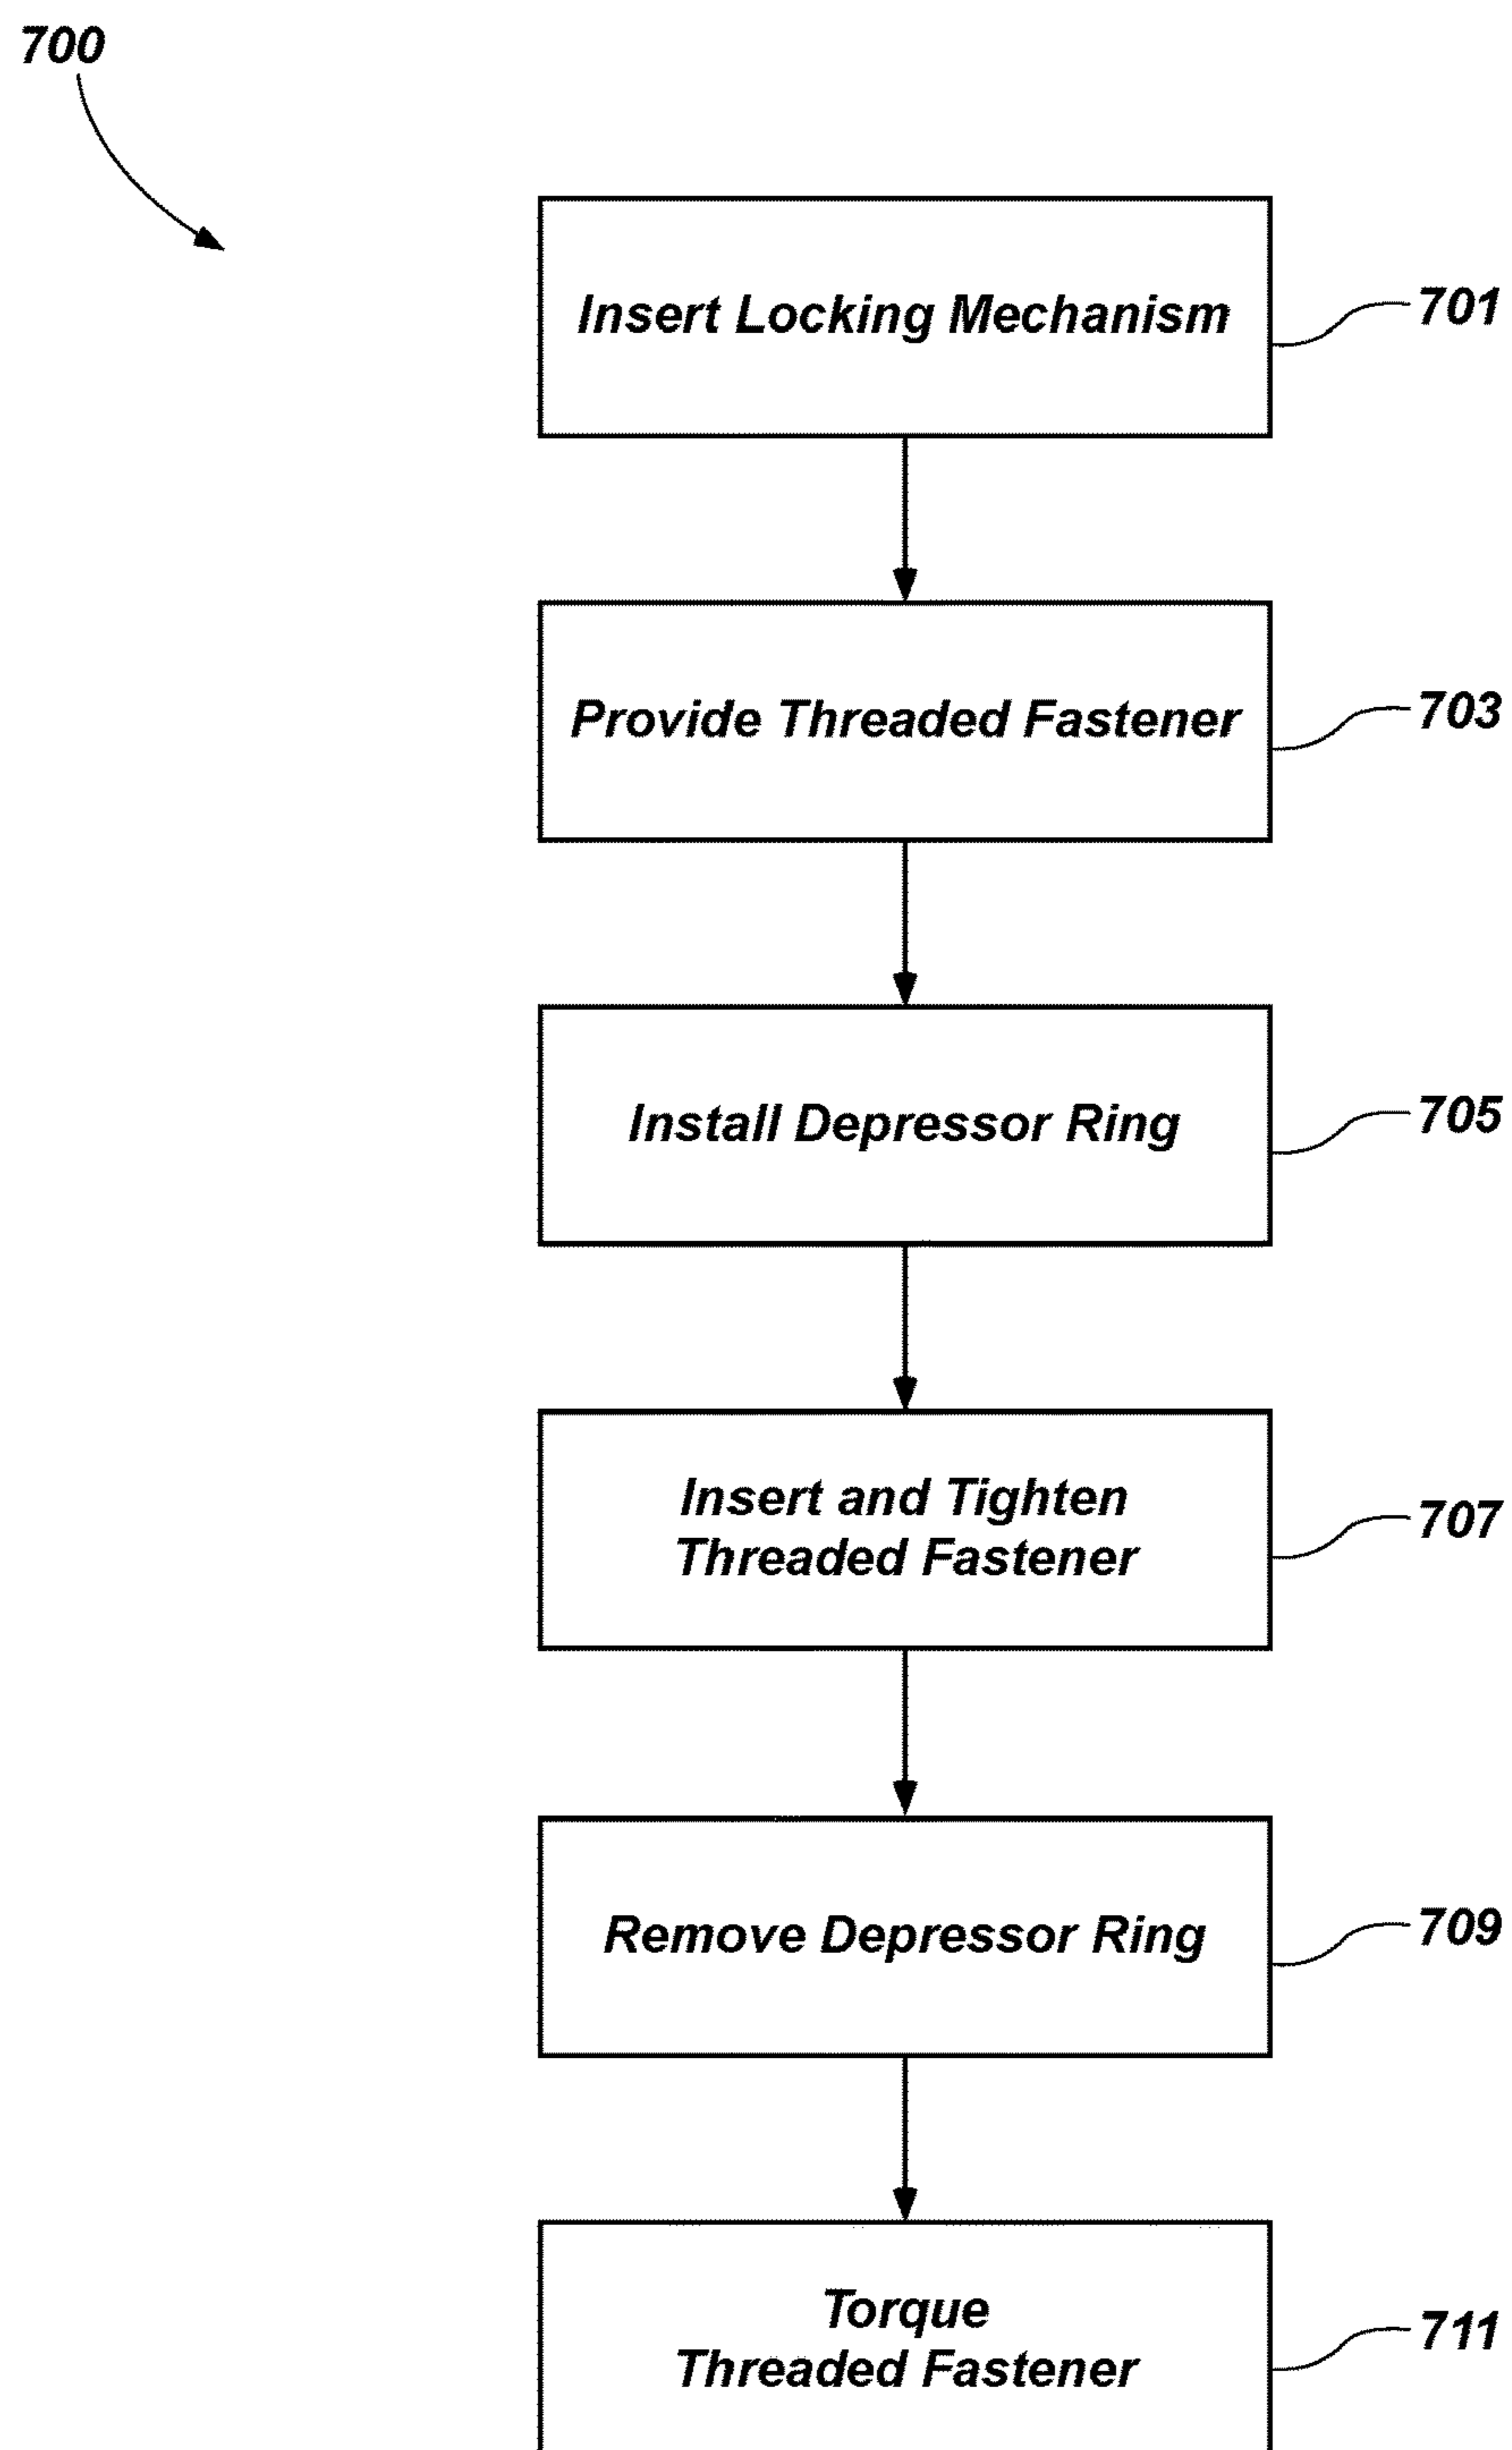 700
Insert Locking Mechanism
701
Provide Threaded Fastener
703
Install Depressor Ring
705
Insert and Tighten
Threaded Fastener
707
Remove Depressor Ring
709
Torque
Threaded Fastener
711